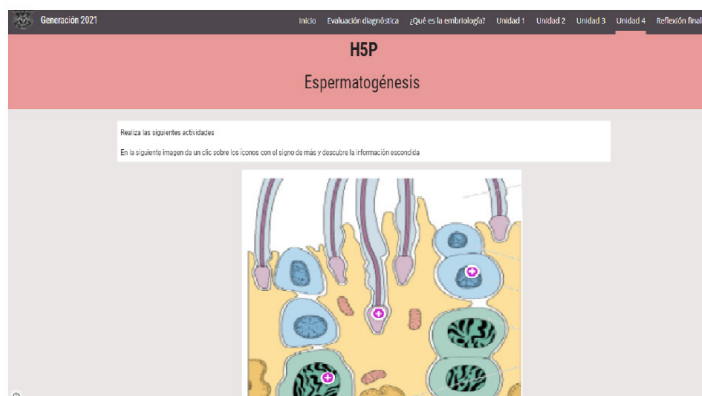 Generación 2021
Inicio Evaluación diagnóstica ¿Qué es la embriología? Unidad 1 Unidad 2 Unidad 3 Unidad 4 Reflexión final
H5P
Espermatogénesis
Realiza las siguientes actividades
En la siguiente imagen de un clic sobre los iconos con el signo de más y descubre la información escondida